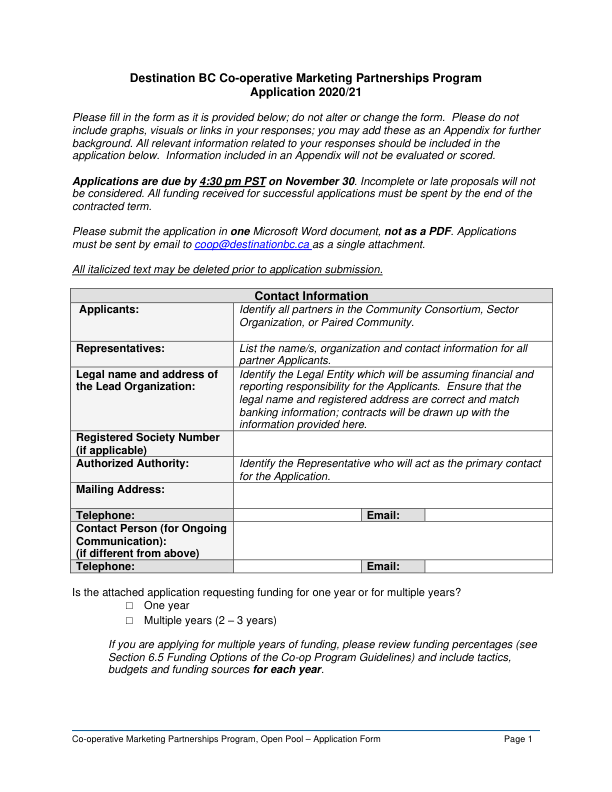 Destination BC Co-operative Marketing Partnerships Program
Application 2020/21
Please fill in the form as it is provided below; do not alter or change the form.  Please do not
include graphs, visuals or links in your responses; you may add these as an Appendix for further
background. All relevant information related to your responses should be included in the
application below.  Information included in an Appendix will not be evaluated or scored.
Applications are due by 4:30 pm PST on November 30. Incomplete or late proposals will not
be considered. All funding received for successful applications must be spent by the end of the
contracted term.
Please submit the application in one Microsoft Word document, not as a PDF. Applications
must be sent by email to coop@destinationbc.ca as a single attachment.
All italicized text may be deleted prior to application submission.
Contact Information
Applicants:
Identify all partners in the Community Consortium, Sector
Organization, or Paired Community.
Representatives:
List the name/s, organization and contact information for all
partner Applicants.
Legal name and address of
the Lead Organization:
Identify the Legal Entity which will be assuming financial and
reporting responsibility for the Applicants.  Ensure that the
legal name and registered address are correct and match
banking information; contracts will be drawn up with the
information provided here.
Registered Society Number
(if applicable)
Authorized Authority:
Identify the Representative who will act as the primary contact
for the Application.
Mailing Address:
Telephone:
Email:
Contact Person (for Ongoing
Communication):
(if different from above)
Telephone:
Email:
Is the attached application requesting funding for one year or for multiple years?
□ One year
□ Multiple years (2 – 3 years)
If you are applying for multiple years of funding, please review funding percentages (see
Section 6.5 Funding Options of the Co-op Program Guidelines) and include tactics,
budgets and funding sources for each year.
Co-operative Marketing Partnerships Program, Open Pool – Application Form
Page 1